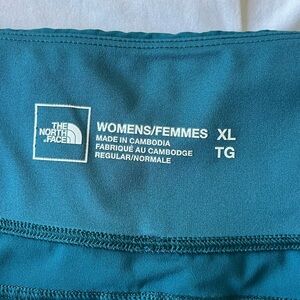 THE
NORTH
FACE
WOMENS/FEMMES XL
MADE IN CAMBODIA TG
FABRIQUÉ AU CAMBODGE
REGULAR/NORMALE